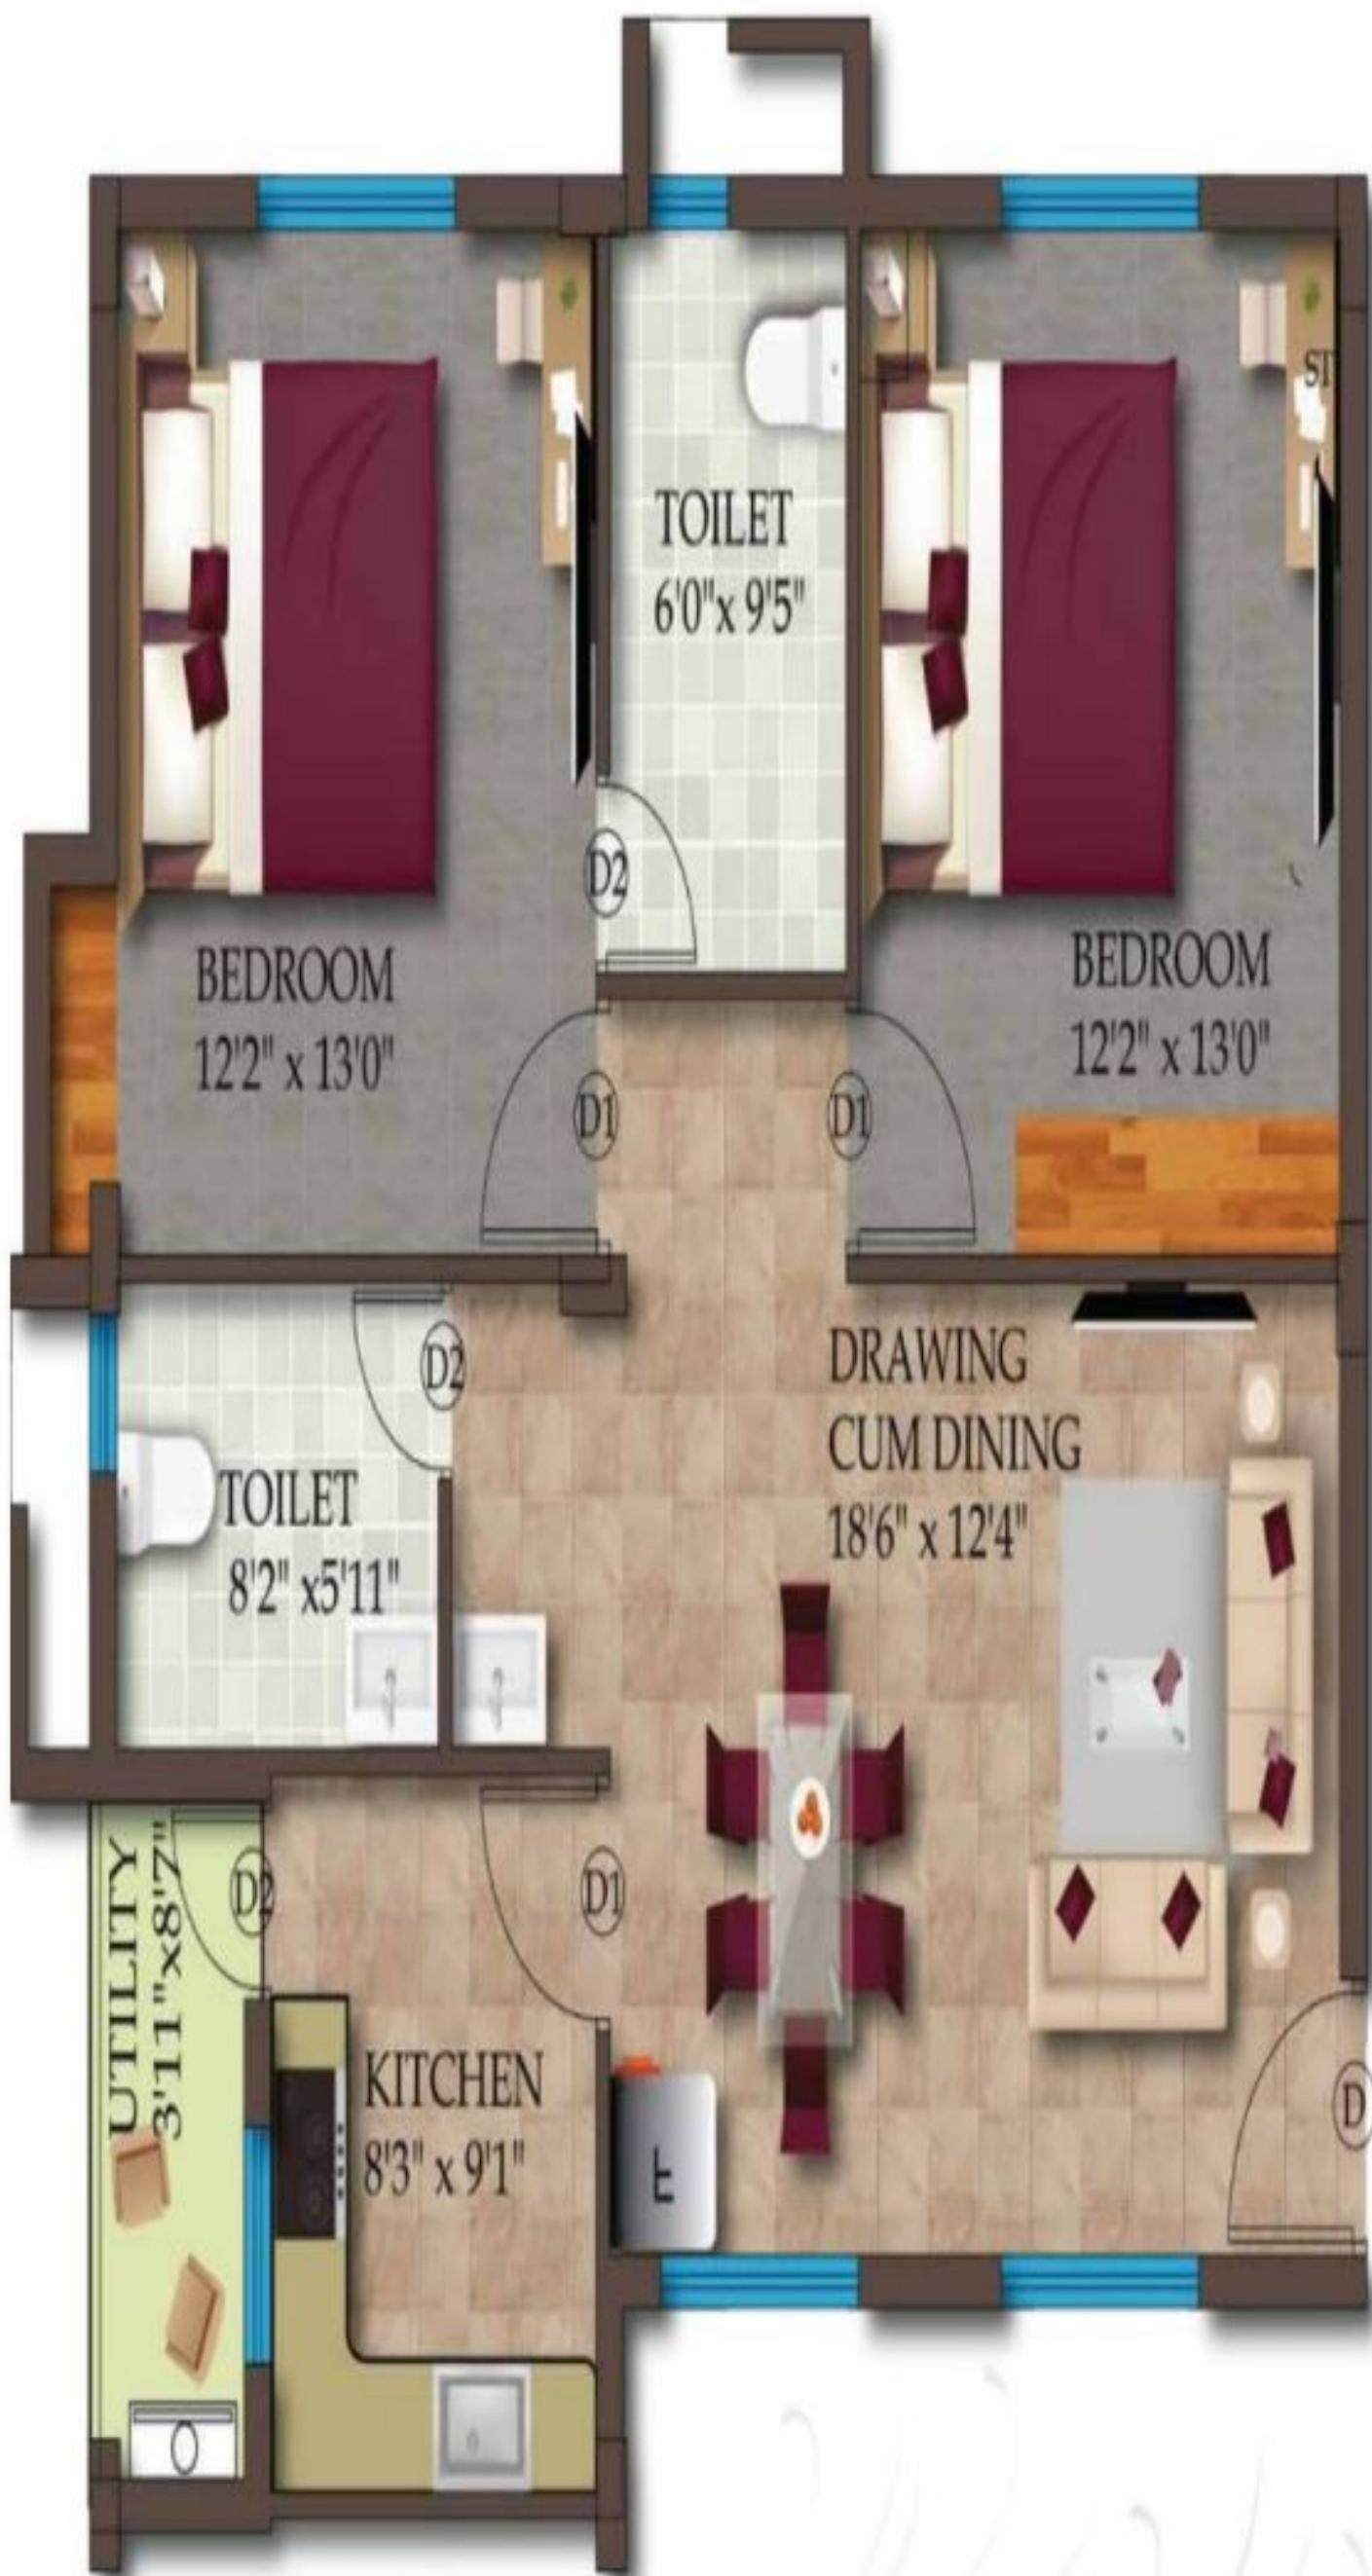 ST
TOILET
6'0"x 9'5"
D2
BEDROOM
12'2" x 13'0"
BEDROOM
12'2" x 13'0"
D1
D1
DRAWING
CUM DINING
18'6" x 12'4"
D2
TOILET
8'2" x5'11"
UTILITY
3'11"x8'7"
D2
D1
KITCHEN
8'3" x 9'1"
F
D